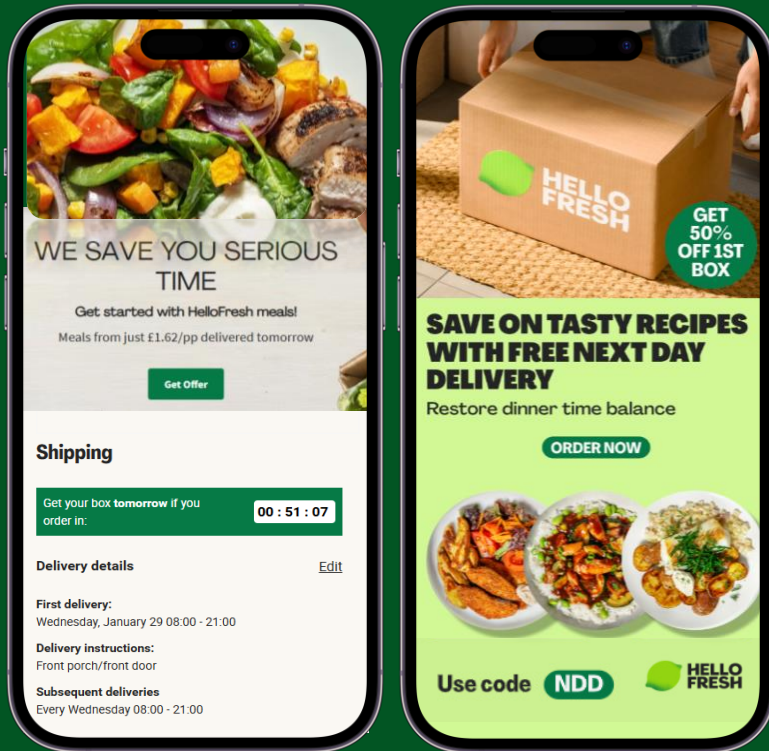 WE SAVE YOU SERIOUS
TIME
Get started with HelloFresh meals!
Meals from just £1.62/pp delivered tomorrow
Get Offer
Shipping
Get your box tomorrow if you
order in:
00 : 51 : 07
Delivery details
Edit
First delivery:
Wednesday, January 29 08:00 - 21:00
Delivery instructions:
Front porch/front door
Subsequent deliveries
Every Wednesday 08:00 - 21:00
HELLO
FRESH
GET
50%
OFF 1ST
BOX
SAVE ON TASTY RECIPES
WITH FREE NEXT DAY
DELIVERY
Restore dinner time balance
ORDER NOW
Use code NDD
HELLO
FRESH